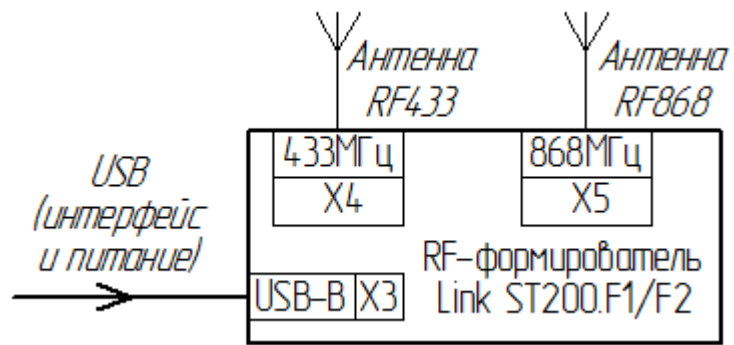 Антенна
RF433
Антенна
RF868
433МГц
X4
868МГц
X5
USB
(интерфейс
и питание)
USB-B X3
RF-формирователь
Link ST200.F1/F2